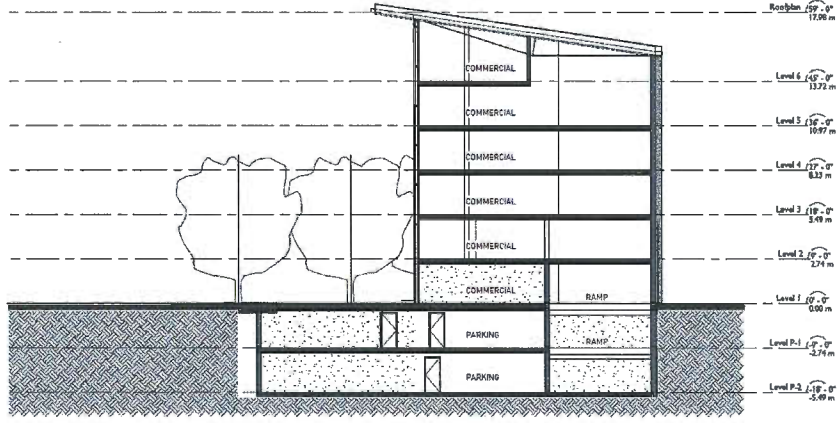 Roofplan 59' - 0"
17.98 m
COMMERCIAL
Level 6 45' - 0"
13.72 m
COMMERCIAL
Level 5 36' - 0"
10.97 m
COMMERCIAL
Level 4 27' - 0"
8.23 m
COMMERCIAL
Level 3 18' - 0"
5.49 m
COMMERCIAL
Level 2 9' - 0"
2.74 m
COMMERCIAL
RAMP
Level 1 0' - 0"
0.00 m
PARKING
RAMP
Level P-1 -9' - 0"
-2.74 m
PARKING
Level P-2 -18' - 0"
-5.49 m